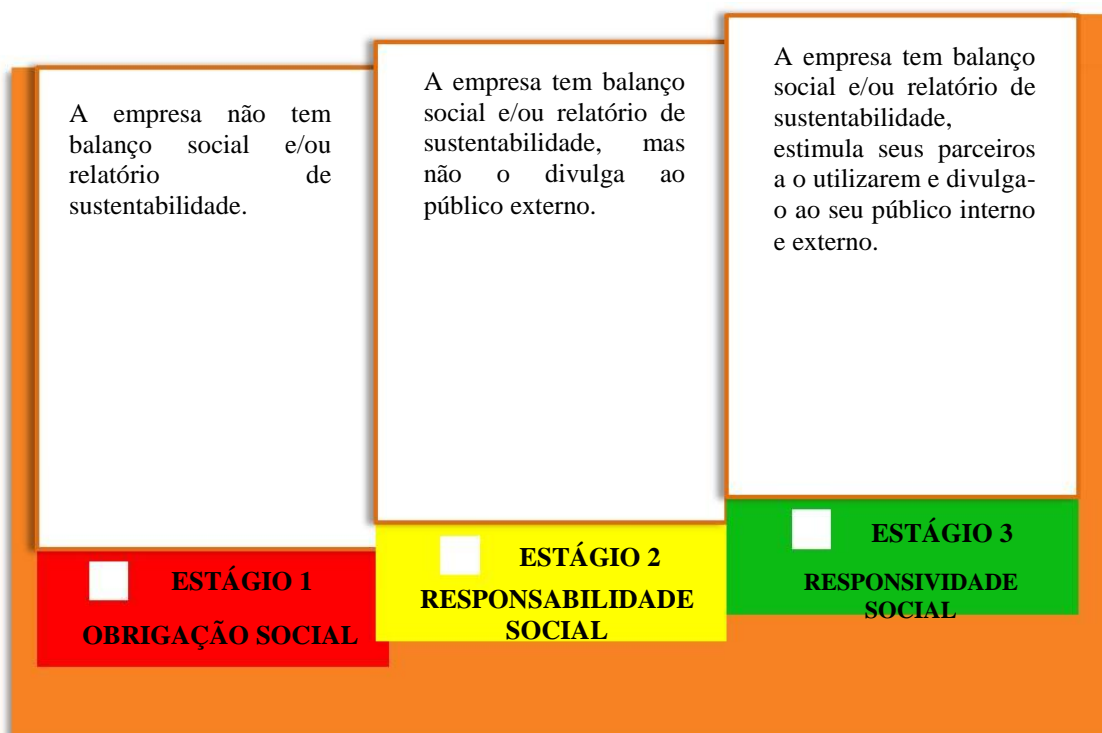 A empresa não tem
balanço social e/ou
relatório de
sustentabilidade.
ESTÁGIO 1
OBRIGAÇÃO SOCIAL
A empresa tem balanço
social e/ou relatório de
sustentabilidade, mas
não o divulga ao
público externo.
ESTÁGIO 2
RESPONSABILIDADE
SOCIAL
A empresa tem balanço
social e/ou relatório de
sustentabilidade,
estimula seus parceiros
a o utilizarem e divulga-
o ao seu público interno
e externo.
ESTÁGIO 3
RESPONSIVIDADE
SOCIAL